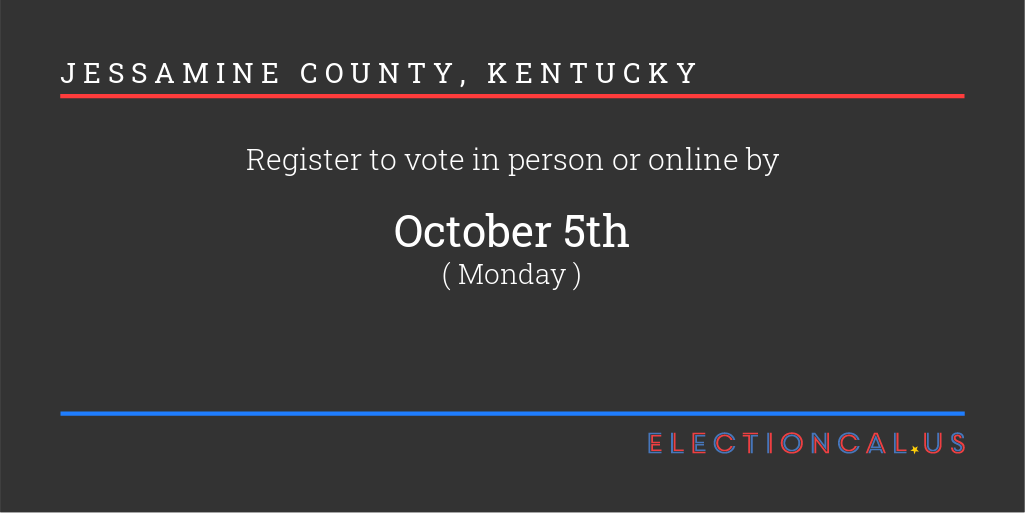 JESSAMINE COUNTY, KENTUCKY
Register to vote in person or online by
October 5th
( Monday )
ELECTIONCAL.US